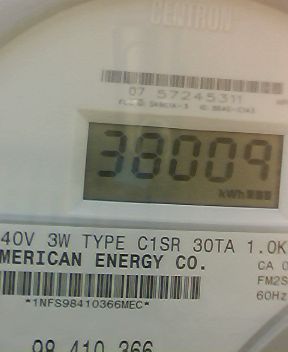 CENTRON
07 57245311
38009
kWh
40V 3W TYPE C1SR 30TA 1.0K
MERICAN ENERGY CO.
CA 0
FM2S
60Hz
*1NFS98410366MEC*
98 410 366